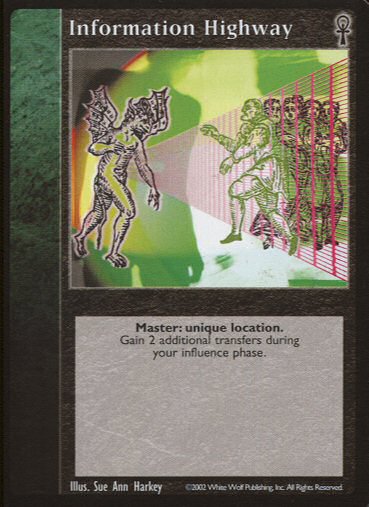 Information Highway
Master: unique location.
Gain 2 additional transfers during
your influence phase.
Illus. Sue Ann Harkey
©2002 White Wolf Publishing, Inc. All Rights Reserved.